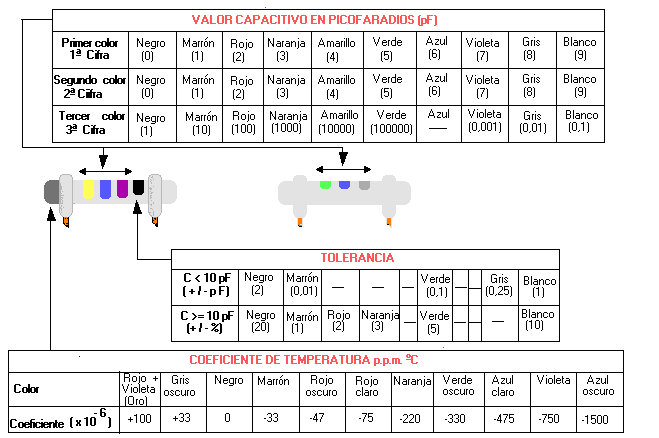 VALOR CAPACITIVO EN PICOFARADIOS (pF)
Primer color 1ª Cifra Negro (0) Marrón (1) Rojo (2) Naranja (3) Amarillo (4) Verde (5) Azul (6) Violeta (7) Gris (8) Blanco (9)
Segundo color 2ª Ciifra Negro (0) Marrón (1) Rojo (2) Naranja (3) Amarillo (4) Verde (5) Azul (6) Violeta (7) Gris (8) Blanco (9)
Tercer color 3ª Cifra Negro (1) Marrón (10) Rojo (100) Naranja (1000) Amarillo (10000) Verde (100000) Azul — Violeta (0,001) Gris (0,01) Blanco (0,1)
TOLERANCIA
C < 10 pF (+ / - p F) Negro (2) Marrón (0,01) — — — Verde (0,1) — — Gris (0,25) Blanco (1)
C >= 10 pF (+ / - %) Negro (20) Marrón (1) Rojo (2) Naranja (3) — Verde (5) — — — Blanco (10)
COEFICIENTE DE TEMPERATURA p.p.m. ºC
Color Rojo + Violeta (Oro) Gris oscuro Negro Marrón Rojo oscuro Rojo claro Naranja Verde oscuro Azul claro Violeta Azul oscuro
Coeficiente (x 10-6) +100 +33 0 -33 -47 -75 -220 -330 -475 -750 -1500